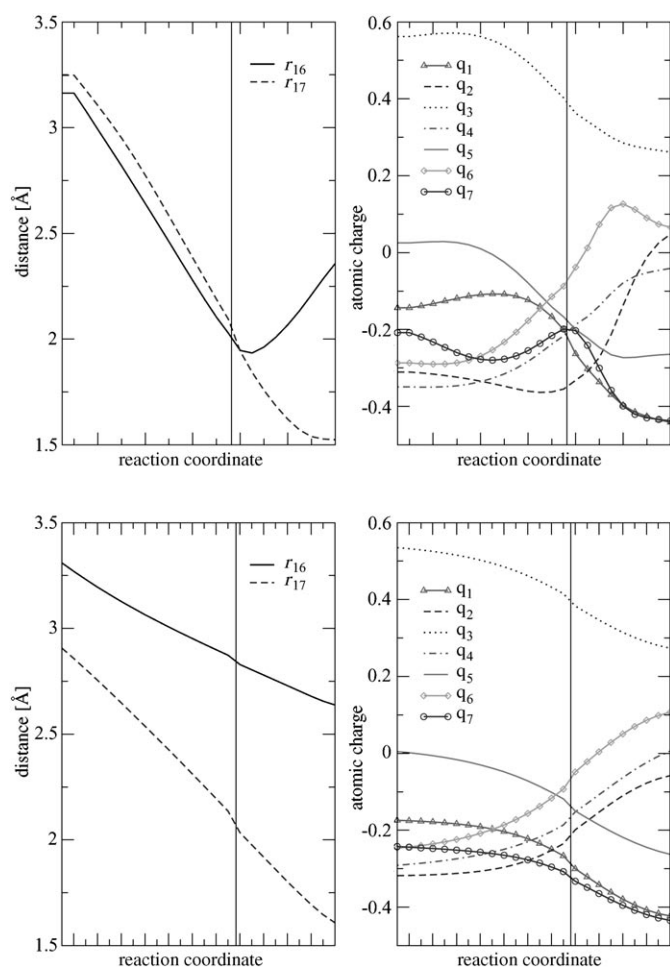 3.5
3
2.5
2
1.5
distance [Å]
r16
r17
reaction coordinate
0.6
0.4
0.2
0
-0.2
-0.4
atomic charge
q1
q2
q3
q4
q5
q6
q7
reaction coordinate
3.5
3
2.5
2
1.5
distance [Å]
r16
r17
reaction coordinate
0.6
0.4
0.2
0
-0.2
-0.4
atomic charge
q1
q2
q3
q4
q5
q6
q7
reaction coordinate